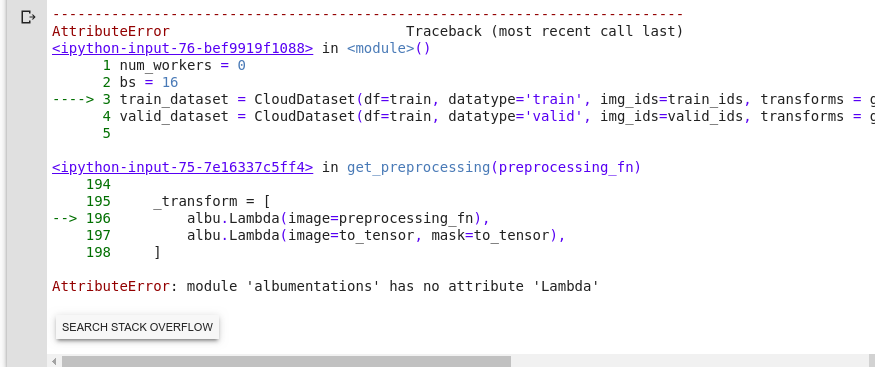 ---------------------------------------------------------------------------
AttributeError                            Traceback (most recent call last)
<ipython-input-76-bef9919f1088> in <module>()
      1 num_workers = 0
      2 bs = 16
----> 3 train_dataset = CloudDataset(df=train, datatype='train', img_ids=train_ids, transforms = g
      4 valid_dataset = CloudDataset(df=train, datatype='valid', img_ids=valid_ids, transforms = g
      5
<ipython-input-75-7e16337c5ff4> in get_preprocessing(preprocessing_fn)
    194
    195     _transform = [
--> 196         albu.Lambda(image=preprocessing_fn),
    197         albu.Lambda(image=to_tensor, mask=to_tensor),
    198     ]
AttributeError: module 'albumentations' has no attribute 'Lambda'
SEARCH STACK OVERFLOW